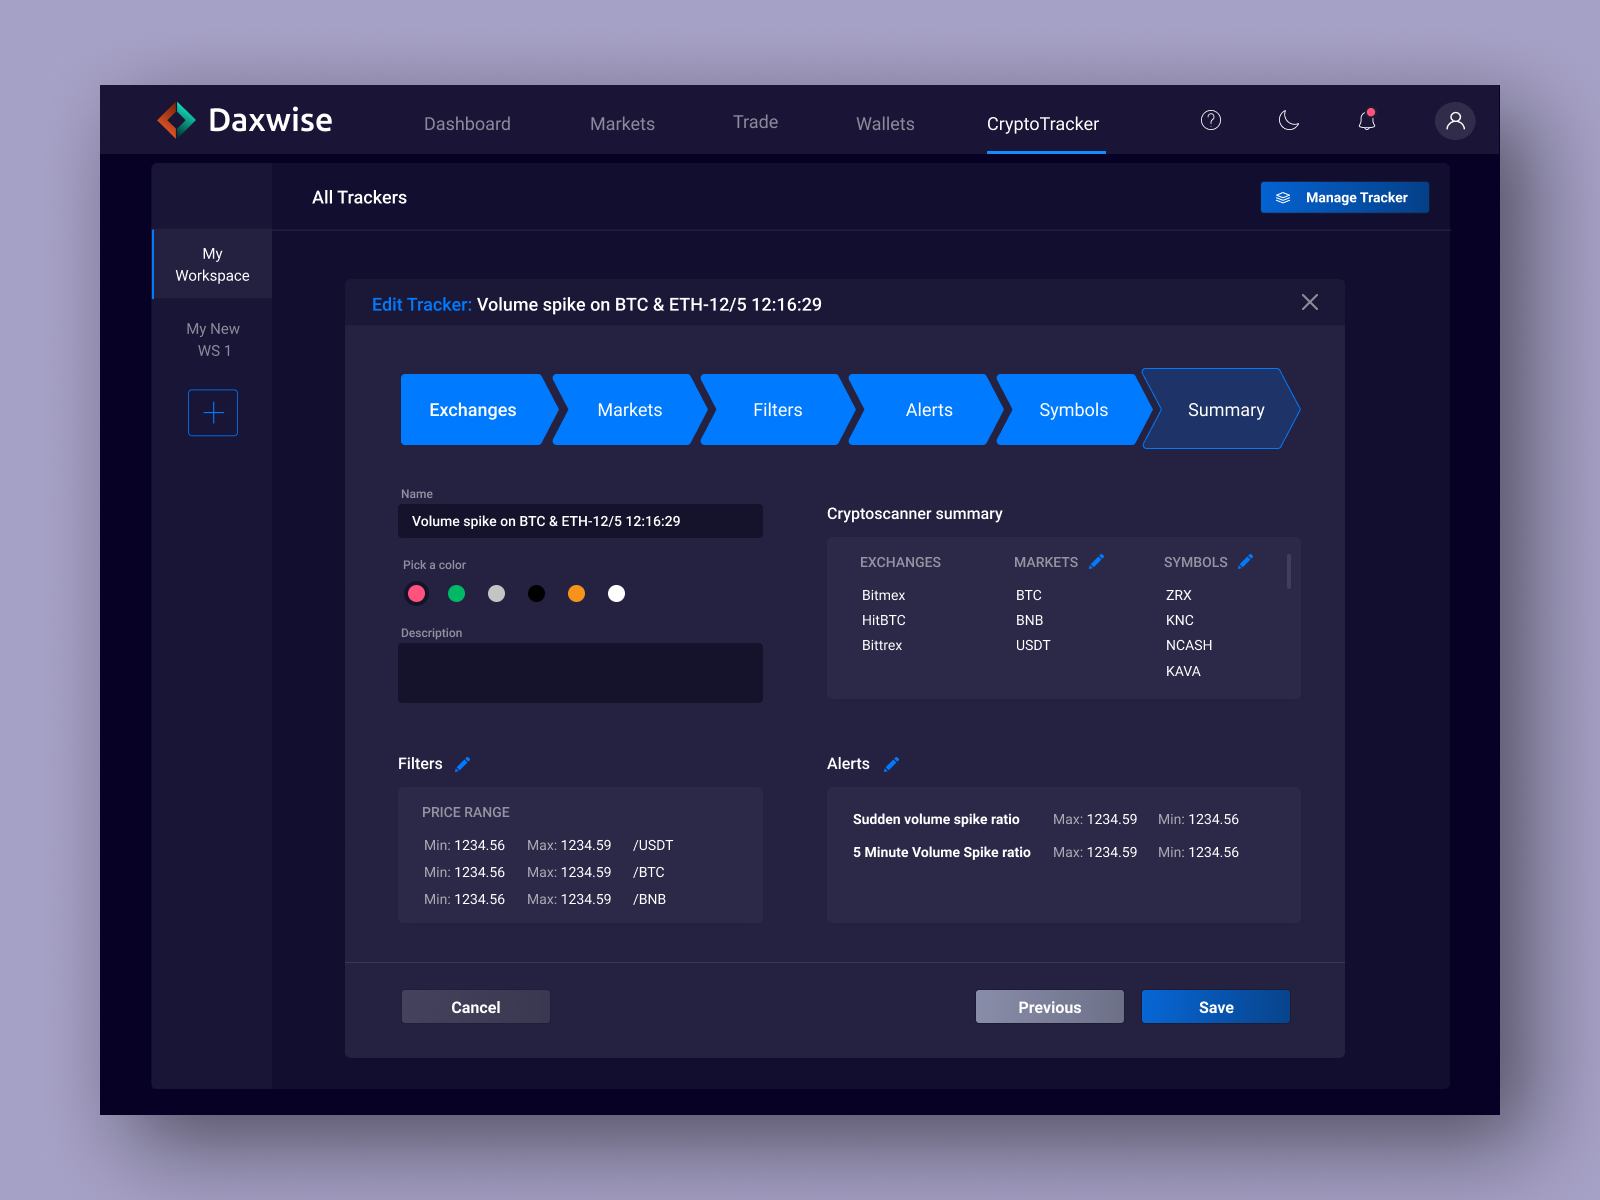 Daxwise
Dashboard
Markets
Trade
Wallets
CryptoTracker
?
All Trackers
Manage Tracker
My
Workspace
My New
WS 1
Edit Tracker: Volume spike on BTC & ETH-12/5 12:16:29
Exchanges
Markets
Filters
Alerts
Symbols
Summary
Name
Volume spike on BTC & ETH-12/5 12:16:29
Pick a color
Description
Cryptoscanner summary
EXCHANGES MARKETS SYMBOLS
Bitmex BTC ZRX
HitBTC BNB KNC
Bittrex USDT NCASH
KAVA
Filters
PRICE RANGE
Min: 1234.56 Max: 1234.59 /USDT
Min: 1234.56 Max: 1234.59 /BTC
Min: 1234.56 Max: 1234.59 /BNB
Alerts
Sudden volume spike ratio Max: 1234.59 Min: 1234.56
5 Minute Volume Spike ratio Max: 1234.59 Min: 1234.56
Cancel
Previous
Save